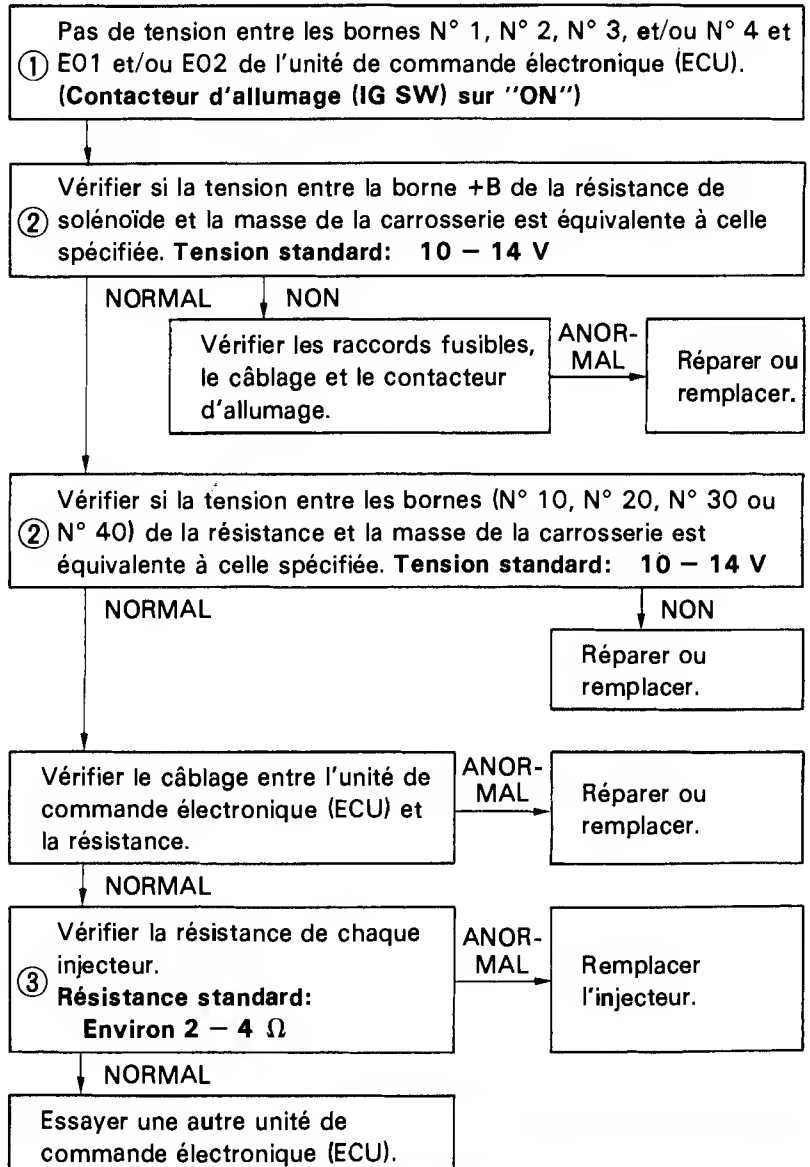 Pas de tension entre les bornes N° 1, N° 2, N° 3, et/ou N° 4 et
① E01 et/ou E02 de l'unité de commande électronique (ECU).
(Contacteur d'allumage (IG SW) sur "ON")
Vérifier si la tension entre la borne +B de la résistance de
② solénoïde et la masse de la carrosserie est équivalente à celle
spécifiée. Tension standard: 10 — 14 V
NORMAL
NON
Vérifier les raccords fusibles,
le câblage et le contacteur
d'allumage.
ANOR-
MAL
Réparer ou
remplacer.
Vérifier si la tension entre les bornes (N° 10, N° 20, N° 30 ou
② N° 40) de la résistance et la masse de la carrosserie est
équivalente à celle spécifiée. Tension standard: 10 — 14 V
NORMAL
NON
Réparer ou
remplacer.
Vérifier le câblage entre l'unité de
commande électronique (ECU) et
la résistance.
ANOR-
MAL
Réparer ou
remplacer.
NORMAL
Vérifier la résistance de chaque
③ injecteur.
Résistance standard:
Environ 2 — 4 Ω
ANOR-
MAL
Remplacer
l'injecteur.
NORMAL
Essayer une autre unité de
commande électronique (ECU).